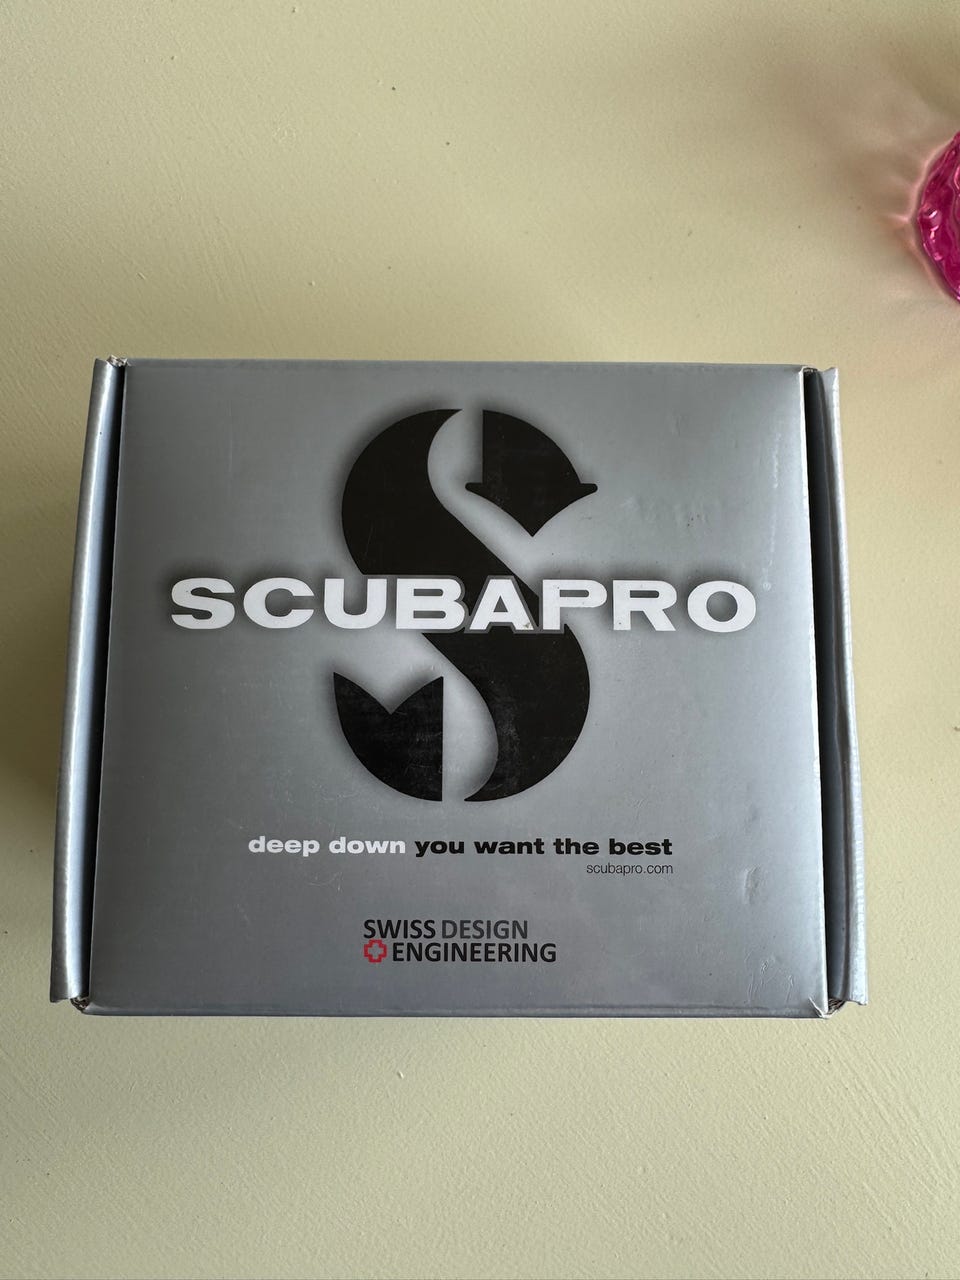 SCUBAPRO
deep down you want the best
scubapro.com
SWISS DESIGN
ENGINEERING